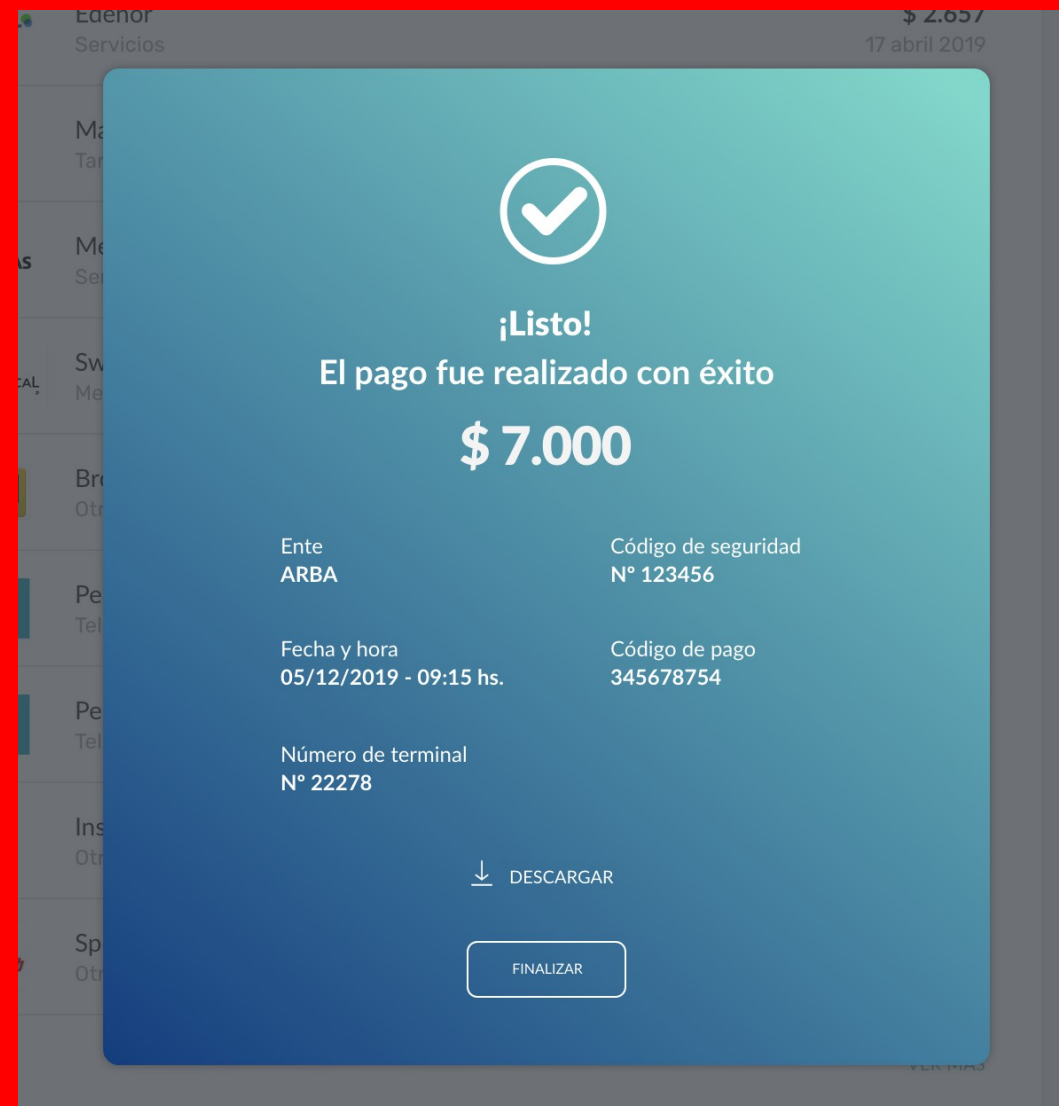 Edenor
$ 2.657
Servicios
17 abril 2019
¡Listo!
El pago fue realizado con éxito
$ 7.000
Ente
ARBA
Código de seguridad
Nº 123456
Fecha y hora
05/12/2019 - 09:15 hs.
Código de pago
345678754
Número de terminal
Nº 22278
DESCARGAR
FINALIZAR
VER MÁS